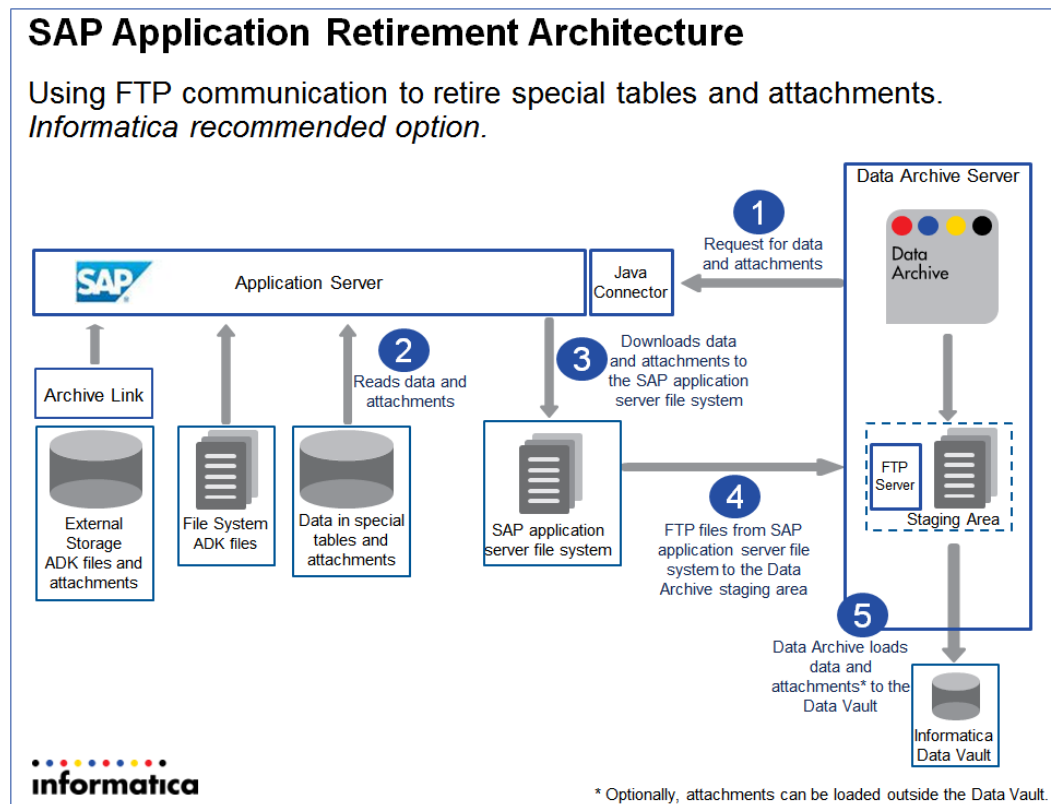 SAP Application Retirement Architecture
Using FTP communication to retire special tables and attachments.
Informatica recommended option.
Data Archive Server
1
Request for data
and attachments
Data
Archive
SAP
Application Server
Java
Connector
2
Reads data and
attachments
3
Downloads data
and attachments to
the SAP application
server file system
Archive Link
External
Storage
ADK files and
attachments
File System
ADK files
Data in special
tables and
attachments
SAP application
server file system
4
FTP files from SAP
application server file
system to the Data
Archive staging area
FTP
Server
Staging Area
5
Data Archive loads
data and
attachments* to the
Data Vault
Informatica
Data Vault
informatica
* Optionally, attachments can be loaded outside the Data Vault.